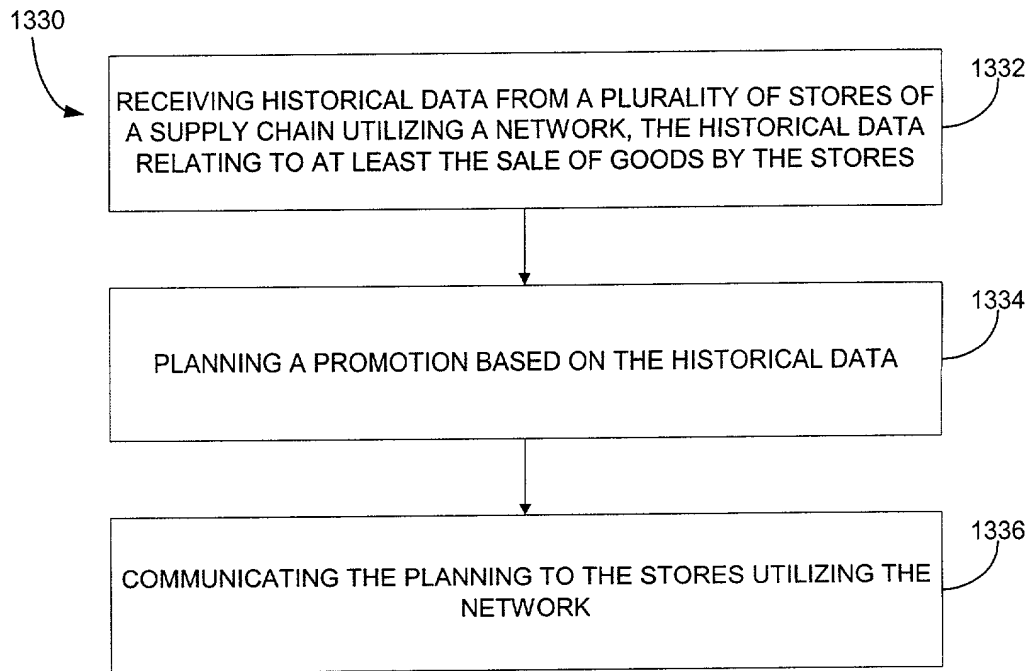 1330
1332
RECEIVING HISTORICAL DATA FROM A PLURALITY OF STORES OF
A SUPPLY CHAIN UTILIZING A NETWORK, THE HISTORICAL DATA
RELATING TO AT LEAST THE SALE OF GOODS BY THE STORES
1334
PLANNING A PROMOTION BASED ON THE HISTORICAL DATA
1336
COMMUNICATING THE PLANNING TO THE STORES UTILIZING THE
NETWORK